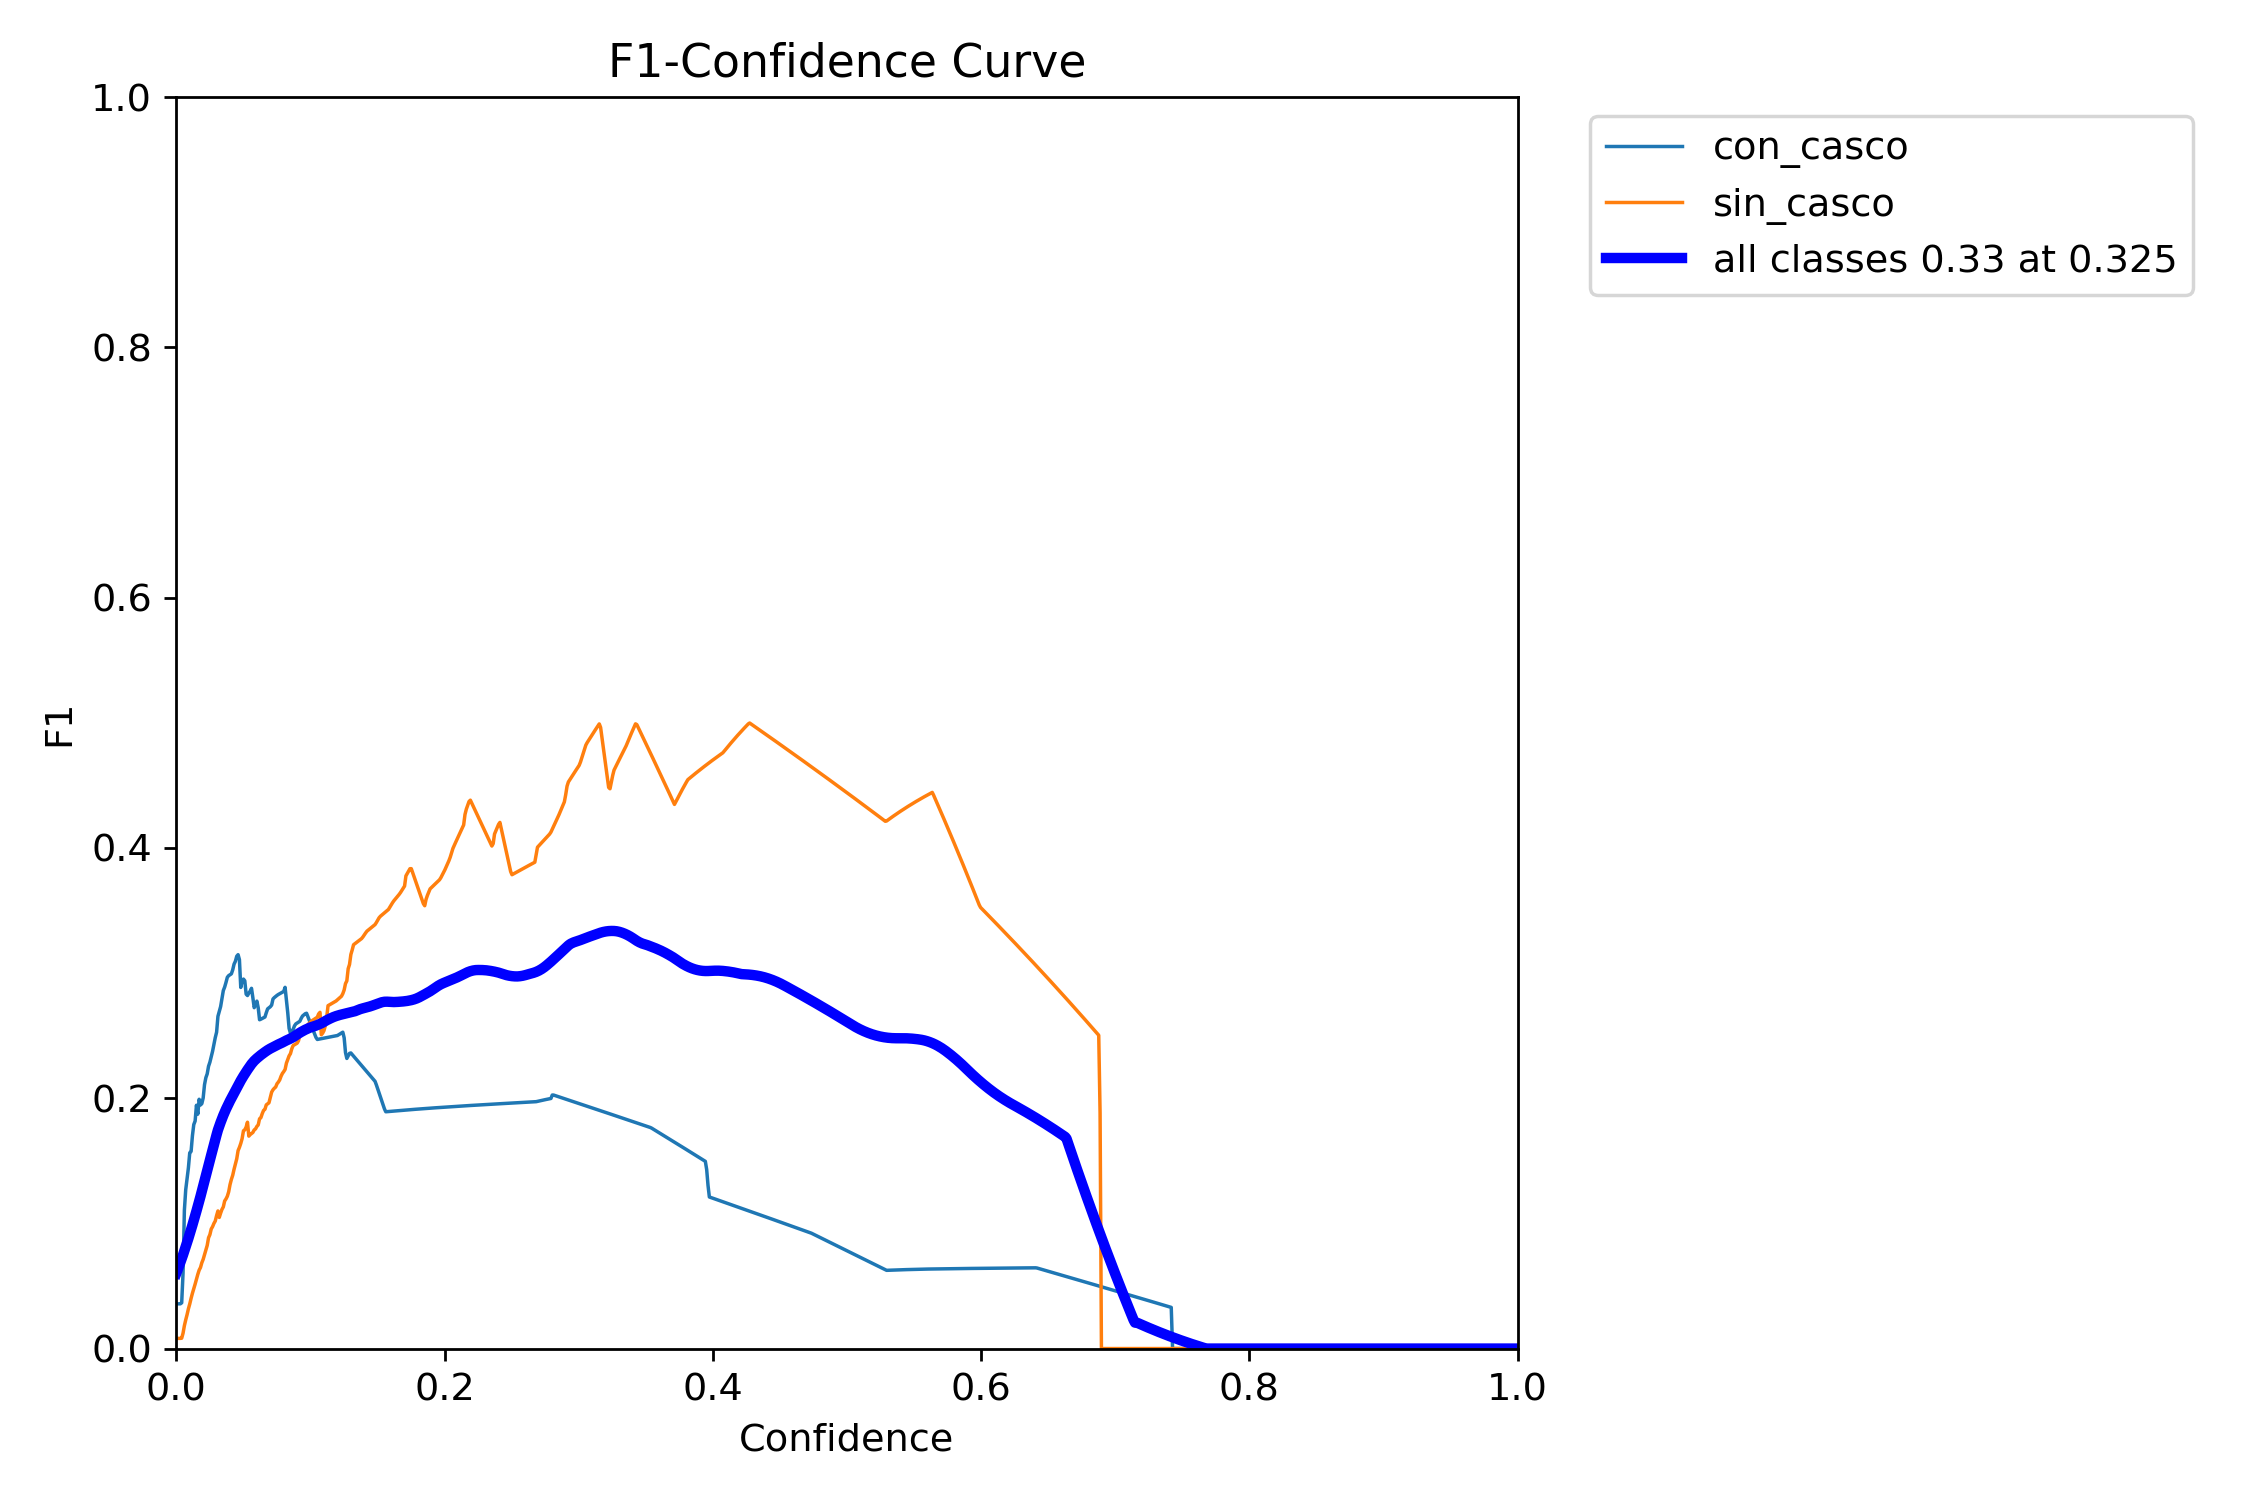 F1-Confidence Curve
con_casco
sin_casco
all classes 0.33 at 0.325
F1
1.0
0.8
0.6
0.4
0.2
0.0
0.0 0.2 0.4 0.6 0.8 1.0
Confidence